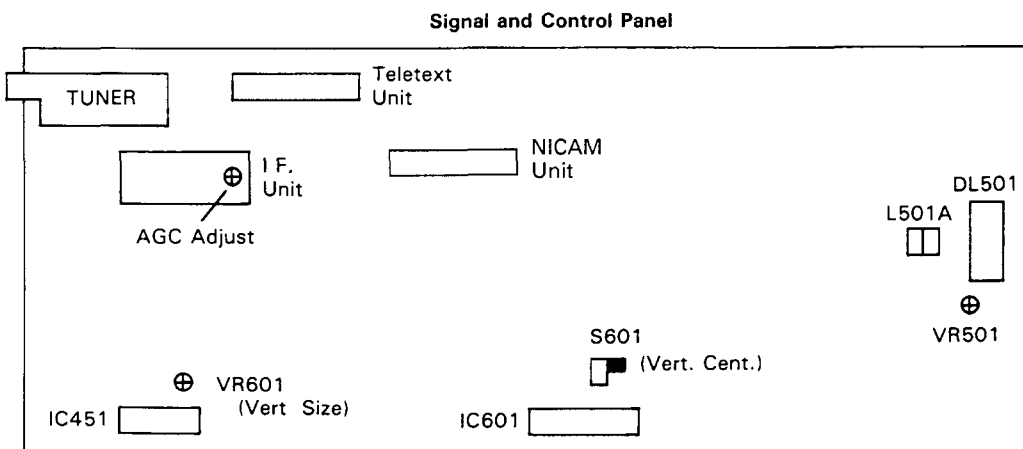 Signal and Control Panel
TUNER
Teletext
Unit
I F.
Unit
NICAM
Unit
AGC Adjust
DL501
L501A
VR501
S601
(Vert. Cent.)
VR601
(Vert Size)
IC451
IC601